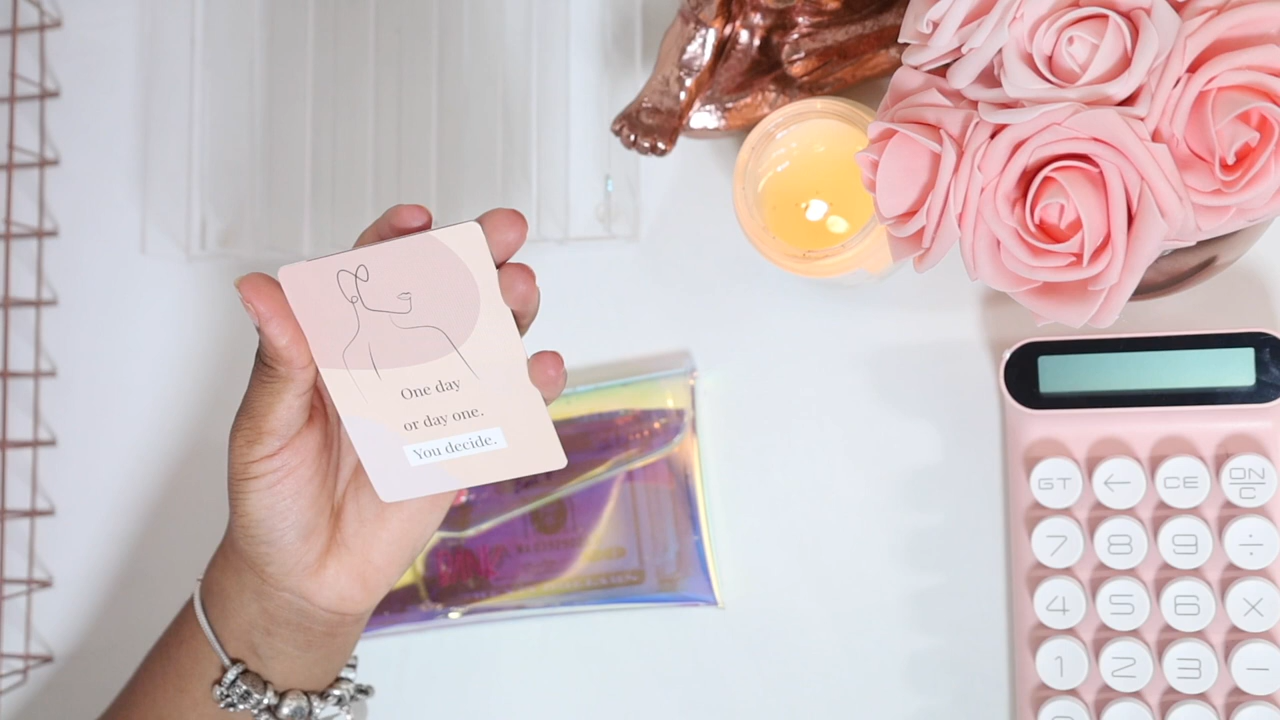 One day
or day one.
You decide.
GT ← CE ON/C
7 8 9 ÷
4 5 6 ×
1 2 3 −